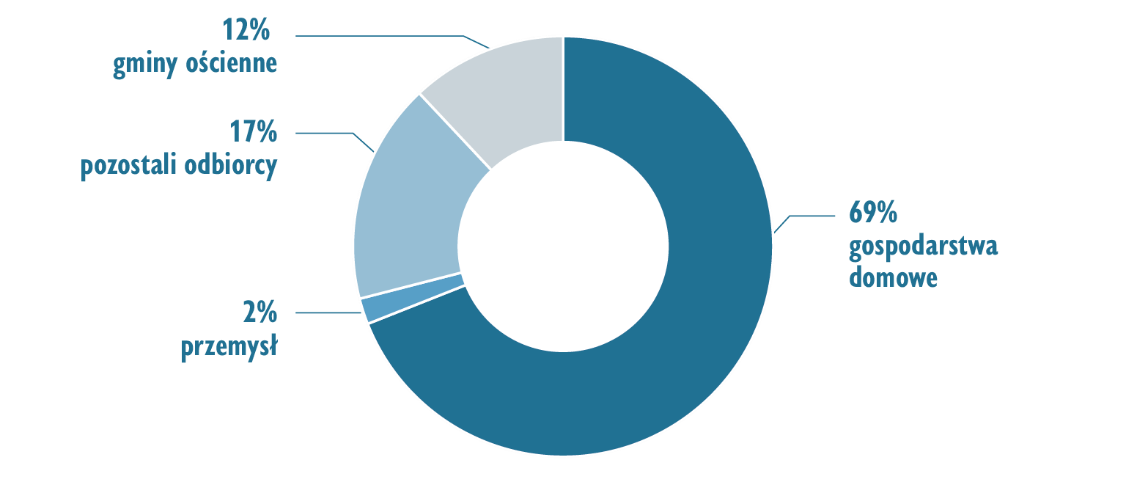 12%
gminy ościenne
17%
pozostali odbiorcy
2%
przemysł
69%
gospodarstwa
domowe